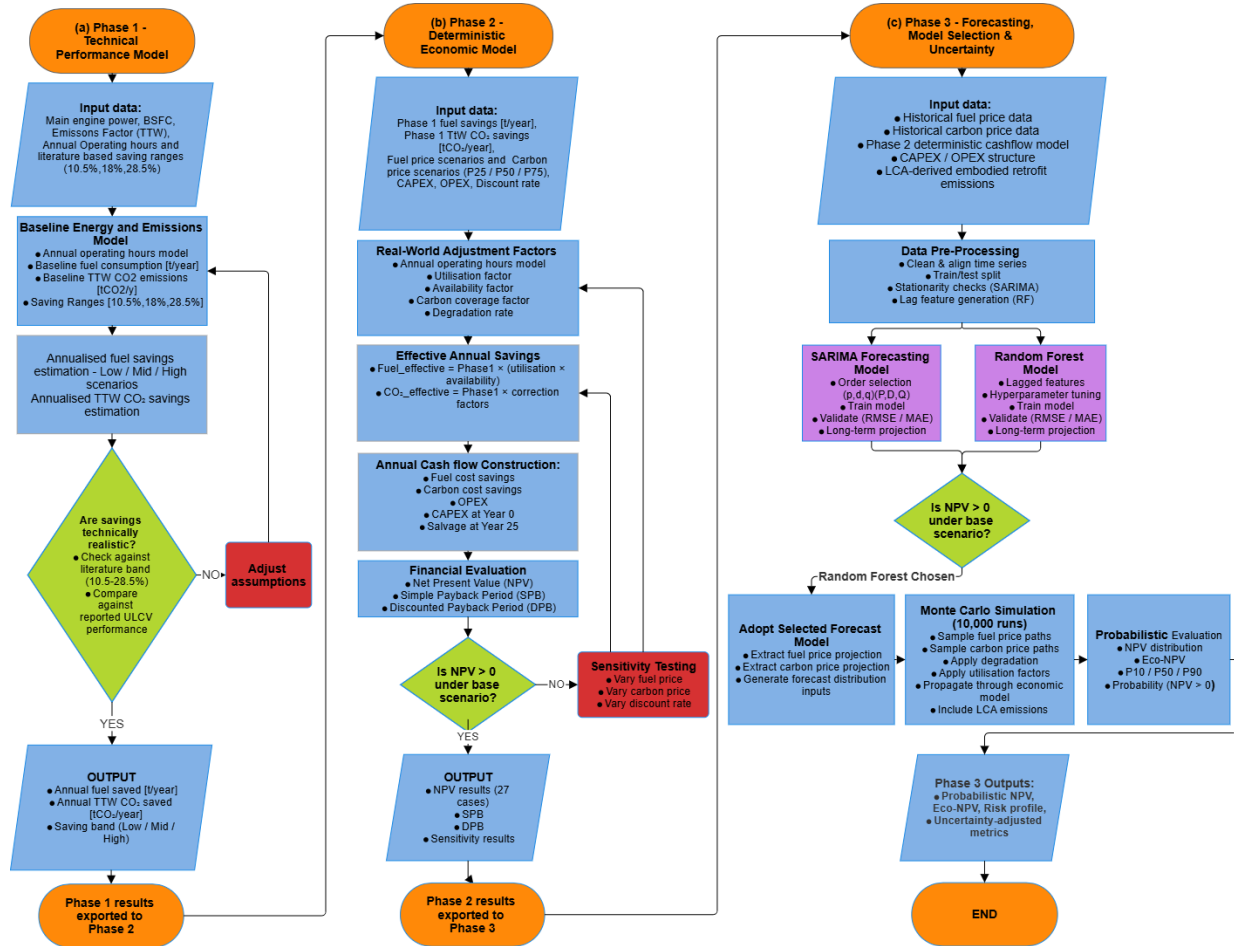 (a) Phase 1 -
Technical
Performance Model
Input data:
Main engine power, BSFC,
Emissons Factor (TTW),
Annual Operating hours and
literature based saving ranges
(10.5%,18%,28.5%)
Baseline Energy and Emissions
Model
● Annual operating hours model
● Baseline fuel consumption [t/year]
● Baseline TTW CO2 emissions
[tCO2/y]
● Saving Ranges [10.5%,18%,28.5%]
Annualised fuel savings
estimation - Low / Mid / High
scenarios
Annualised TTW CO₂ savings
estimation
Are savings
technically
realistic?
● Check against
literature band
(10.5-28.5%)
● Compare
against
reported ULCV
performance
NO
Adjust
assumptions
YES
OUTPUT
● Annual fuel saved [t/year]
● Annual TTW CO₂ saved
[tCO₂/year]
● Saving band (Low / Mid /
High)
Phase 1 results
exported to
Phase 2
(b) Phase 2 -
Deterministic
Economic Model
Input data:
Phase 1 fuel savings [t/year],
Phase 1 TtW CO₂ savings
[tCO₂/year],
Fuel price scenarios and Carbon
price scenarios (P25 / P50 / P75),
CAPEX, OPEX, Discount rate
Real-World Adjustment Factors
● Annual operating hours model
● Utilisation factor
● Availability factor
● Carbon coverage factor
● Degradation rate
Effective Annual Savings
● Fuel_effective = Phase1 × (utilisation ×
availability)
● CO₂_effective = Phase1 × correction
factors
Annual Cash flow Construction:
● Fuel cost savings
● Carbon cost savings
● OPEX
● CAPEX at Year 0
● Salvage at Year 25
Financial Evaluation
● Net Present Value (NPV)
● Simple Payback Period (SPB)
● Discounted Payback Period (DPB)
Is NPV > 0
under base
scenario?
NO
Sensitivity Testing
● Vary fuel price
● Vary carbon price
● Vary discount rate
YES
OUTPUT
● NPV results (27
cases)
● SPB
● DPB
● Sensitivity results
Phase 2 results
exported to
Phase 3
(c) Phase 3 - Forecasting,
Model Selection &
Uncertainty
Input data:
● Historical fuel price data
● Historical carbon price data
● Phase 2 deterministic cashflow model
● CAPEX / OPEX structure
● LCA-derived embodied retrofit
emissions
Data Pre-Processing
● Clean & align time series
● Train/test split
● Stationarity checks (SARIMA)
● Lag feature generation (RF)
SARIMA Forecasting
Model
● Order selection
(p,d,q)(P,D,Q)
● Train model
● Validate (RMSE / MAE)
● Long-term projection
Random Forest
Model
● Lagged features
● Hyperparameter tuning
● Train model
● Validate (RMSE / MAE)
● Long-term projection
Is NPV > 0
under base
scenario?
Random Forest Chosen
Adopt Selected Forecast
Model
● Extract fuel price projection
● Extract carbon price projection
● Generate forecast distribution
inputs
Monte Carlo Simulation
(10,000 runs)
● Sample fuel price paths
● Sample carbon price paths
● Apply degradation
● Apply utilisation factors
● Propagate through economic
model
● Include LCA emissions
Probabilistic Evaluation
● NPV distribution
● Eco-NPV
● P10 / P50 / P90
● Probability (NPV > 0)
Phase 3 Outputs:
● Probabilistic NPV,
Eco-NPV, Risk profile,
● Uncertainty-adjusted
metrics
END